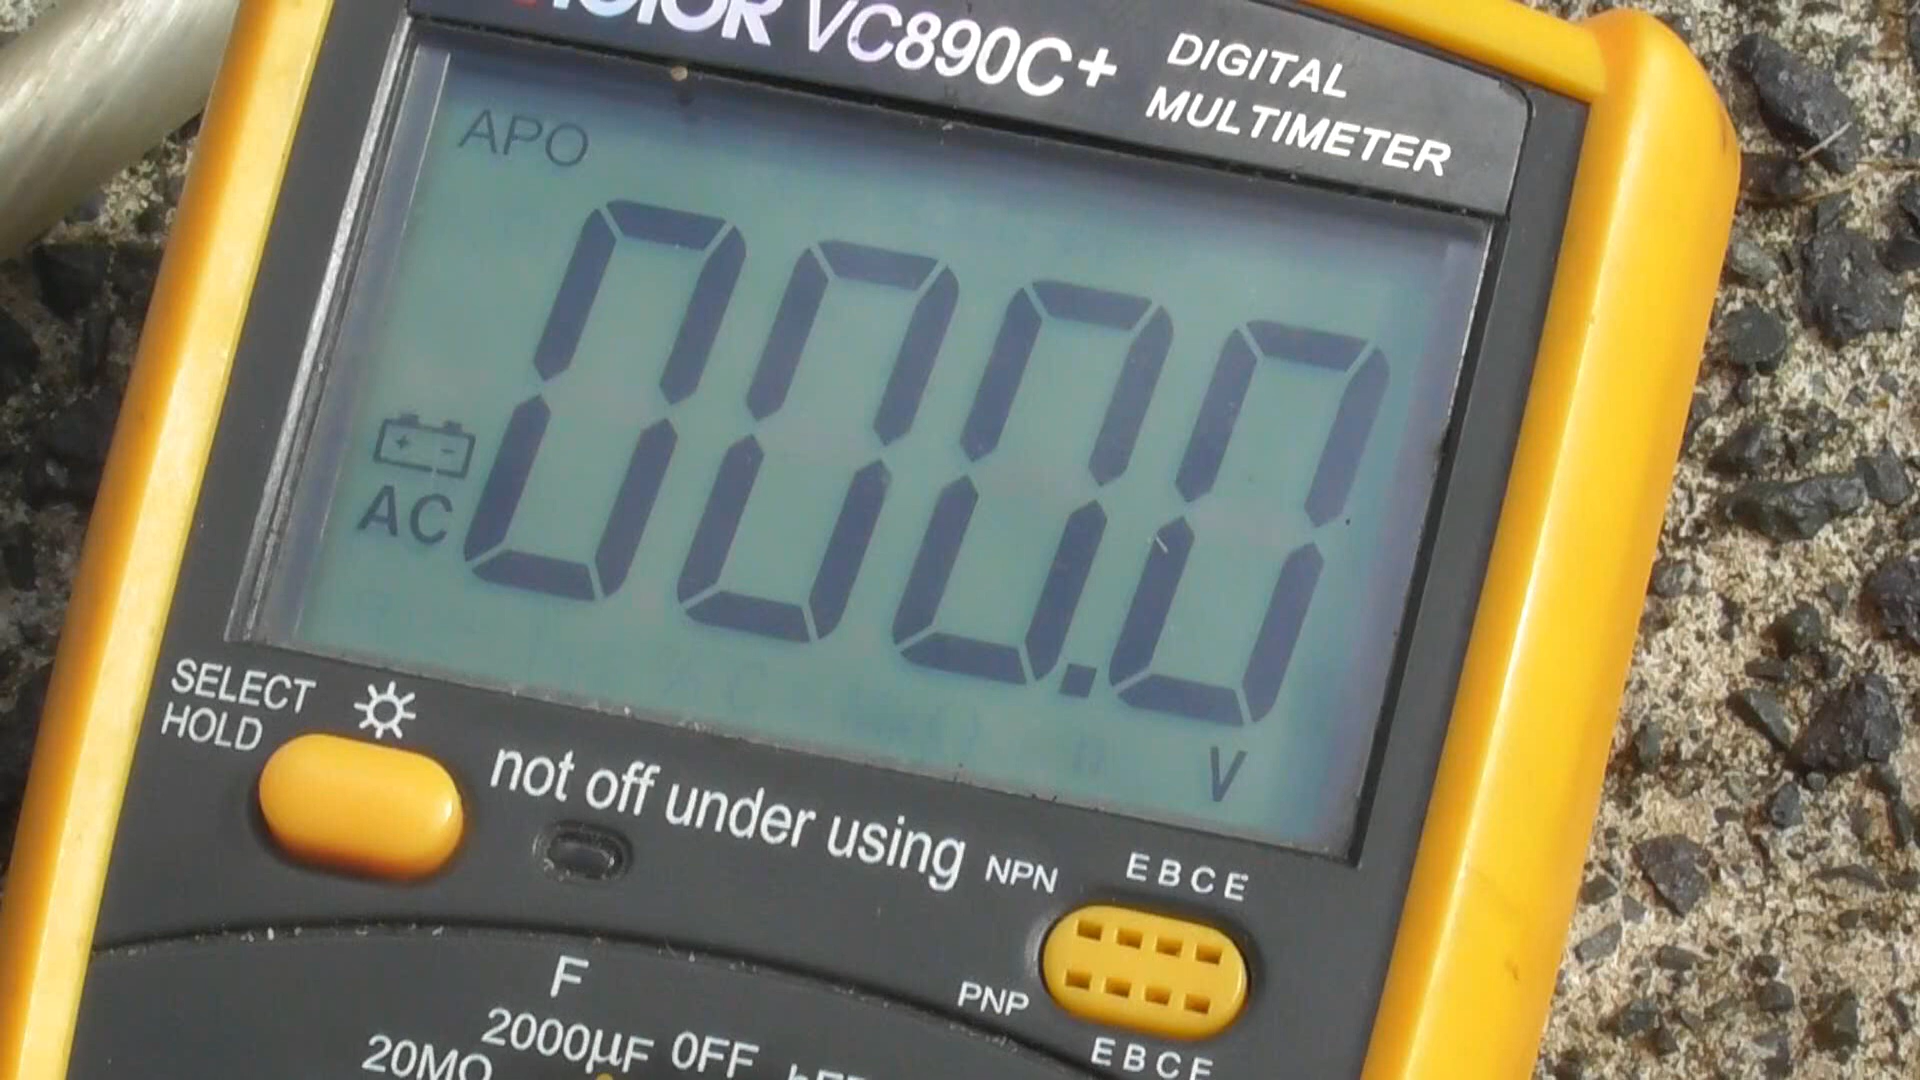 VC890C+
DIGITAL
MULTIMETER
APO
000.0
AC
V
SELECT
HOLD
not off under using
NPN
EBCE
PNP
EBCE
F
2000µF
OFF
20MΩ